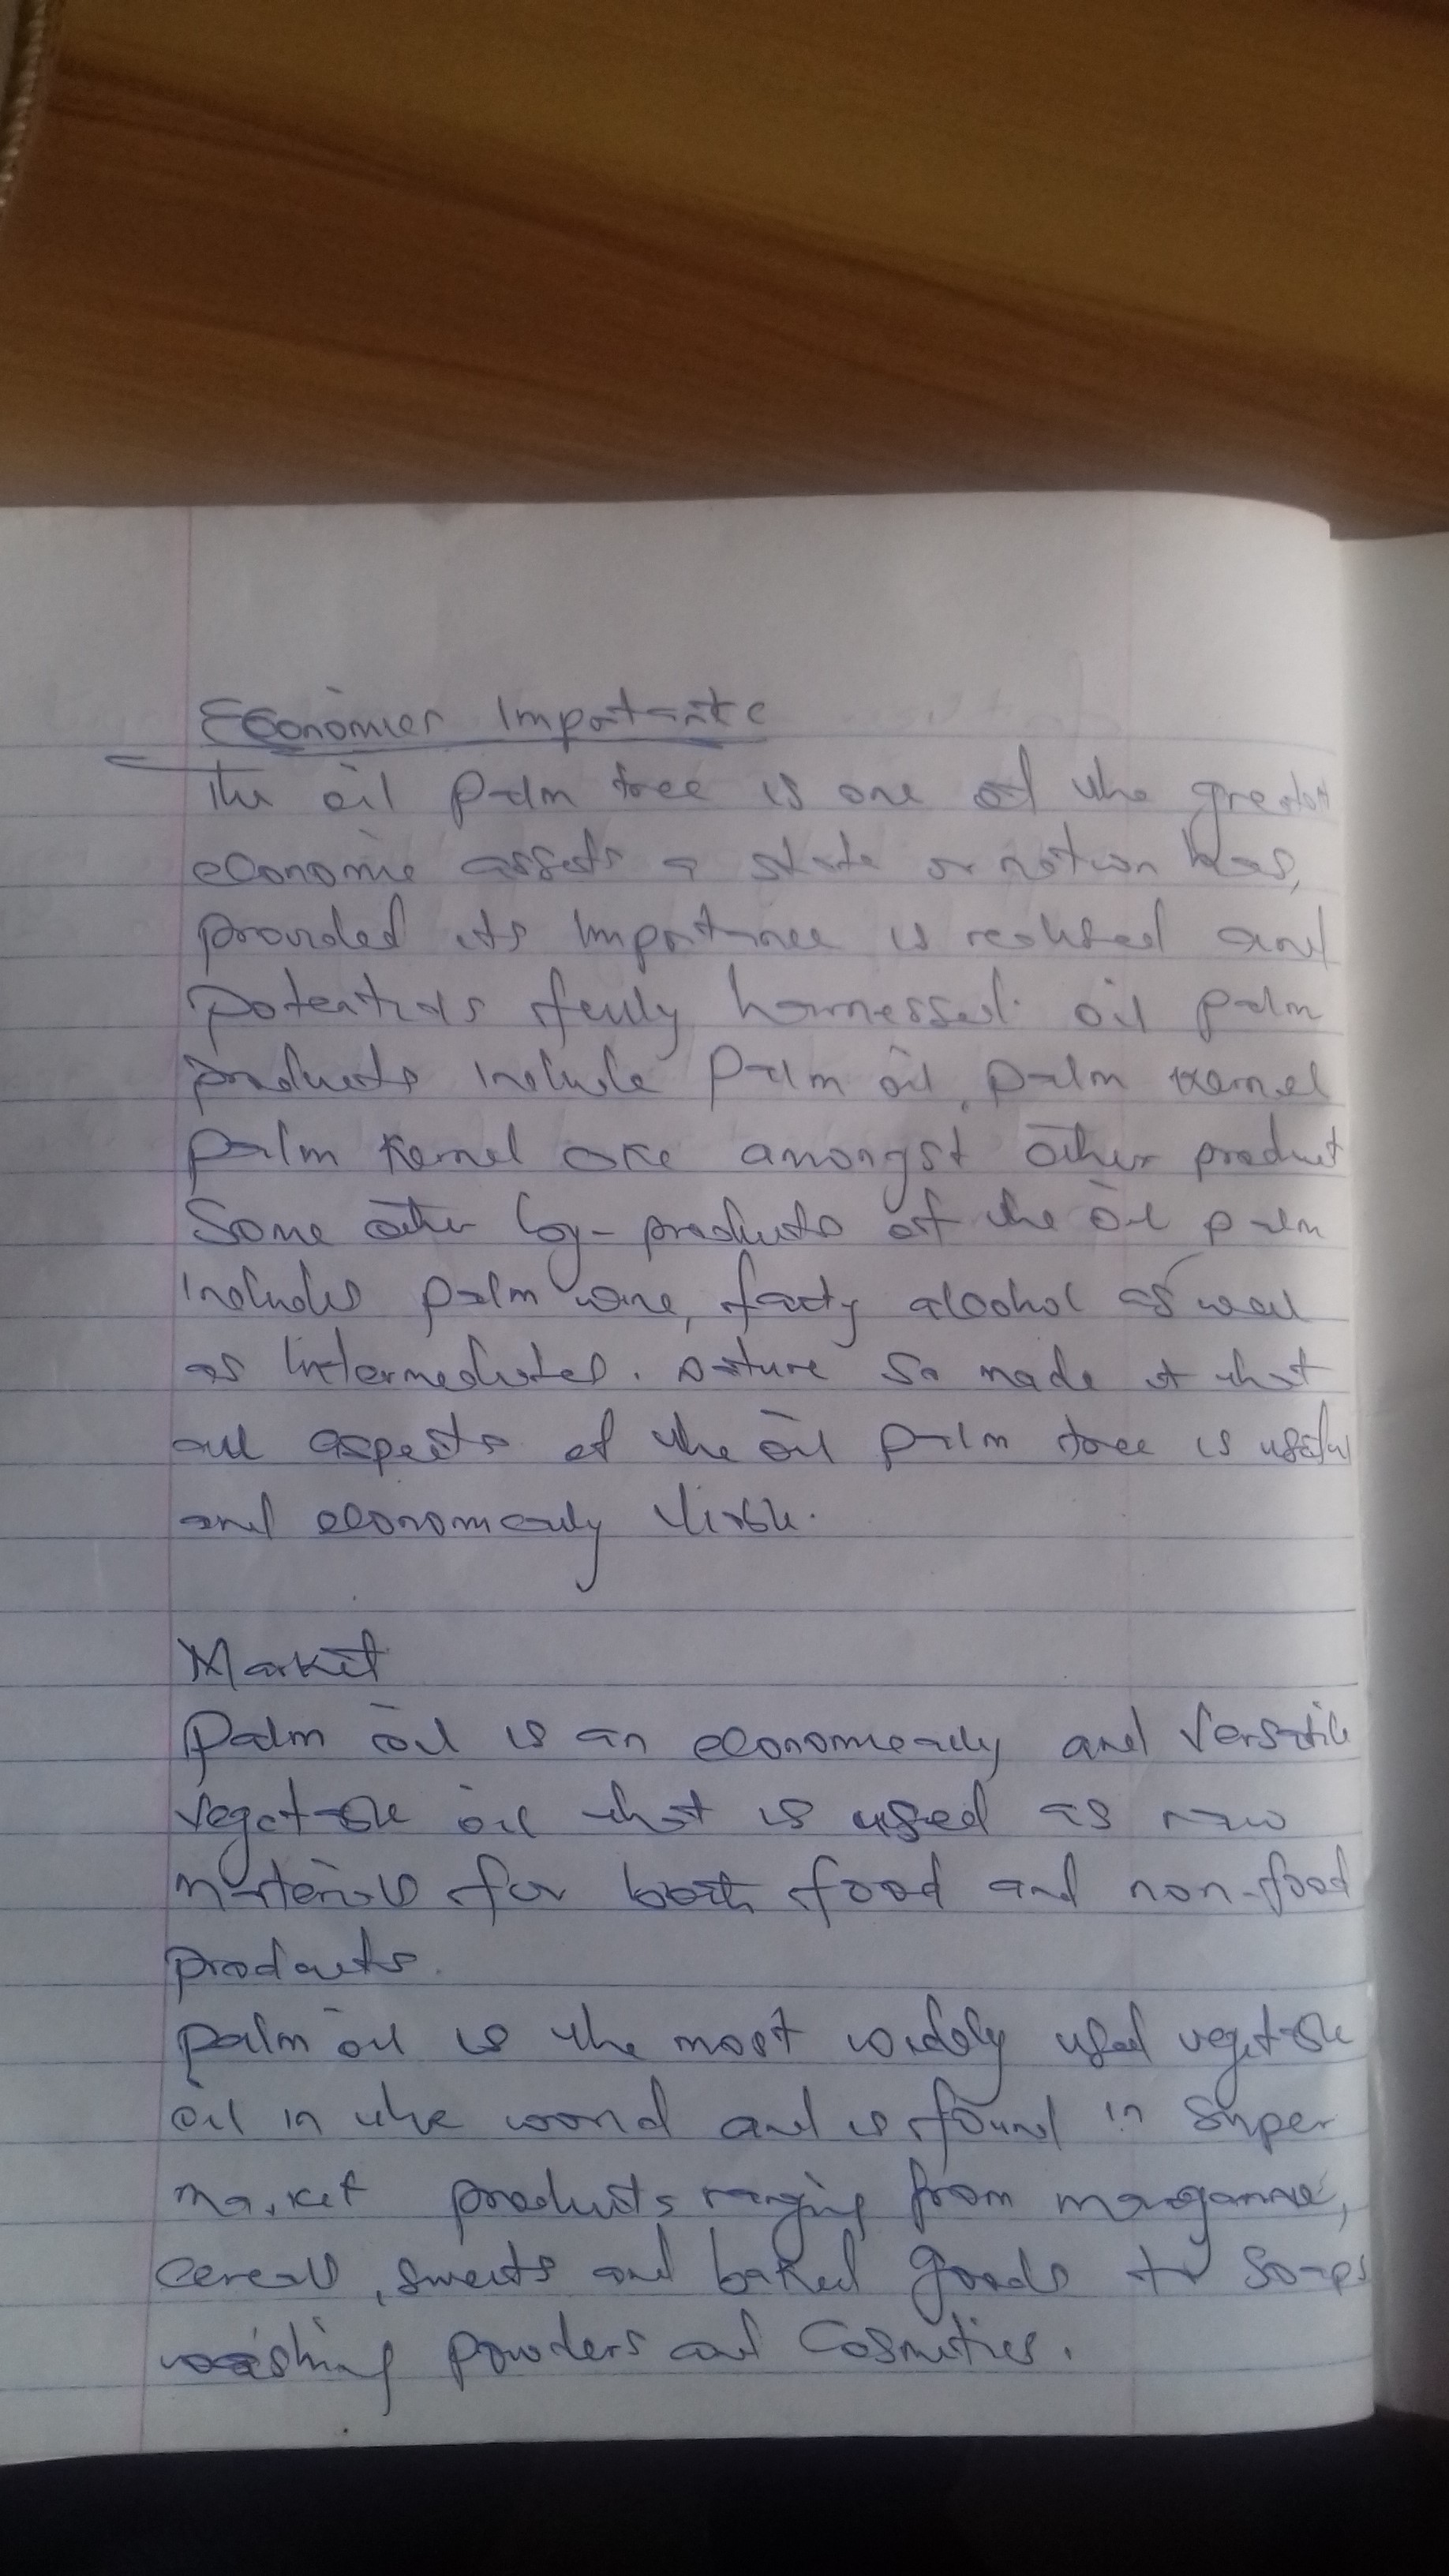 Economics Importance
The oil palm tree is one of the greatest
economic assets a state or nation has,
provided its importance is realised and
potentials fully harnessed. oil palm
products include palm oil, palm kernel
palm kernel cake amongst other product
Some other by-products of the oil palm
includes palm wine, fatty alcohol as well
as intermediates. nature so made it that
all aspects of the oil palm tree is useful
and economically viable.
Market
Palm oil is an economically and versatile
vegetable oil that is used as raw
materials for both food and non-food
products.
palm oil is the most widely used vegetable
oil in the world and is found in super
market products ranging from margarine,
cereals, sweets and baked goods to soaps
washing powders and cosmetics.